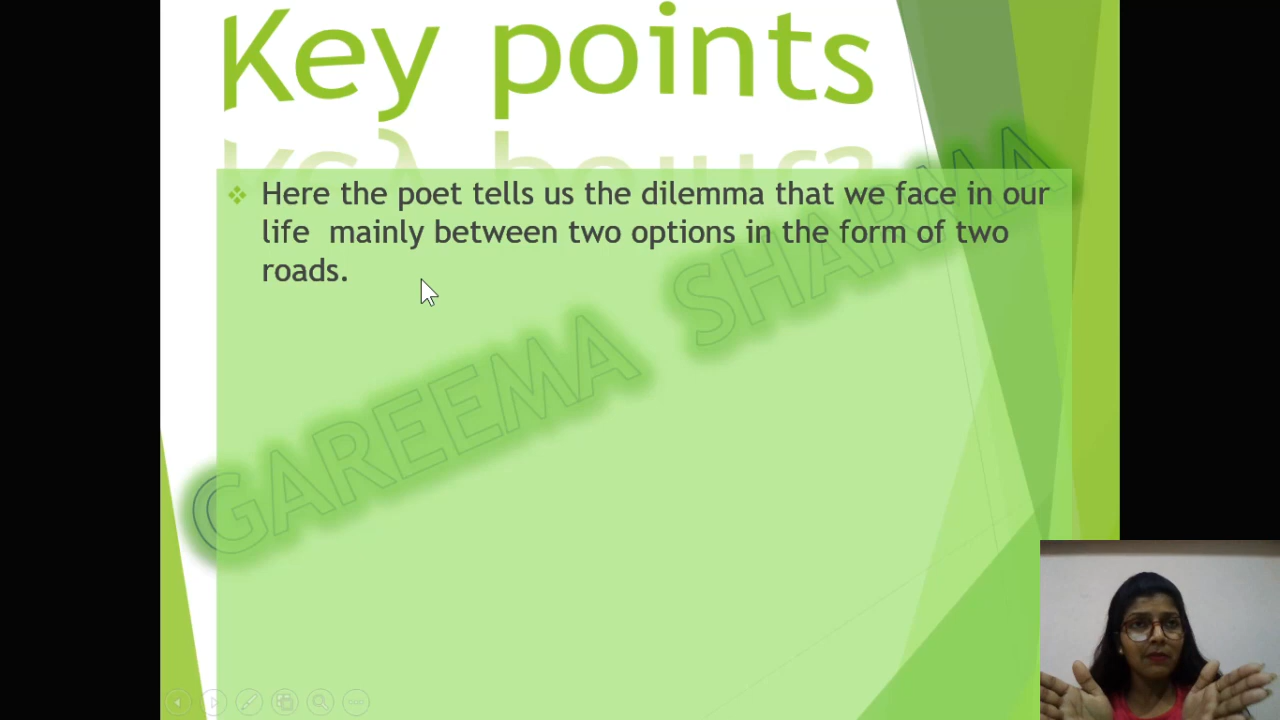 Key points
Here the poet tells us the dilemma that we face in our
life mainly between two options in the form of two
roads.
GAREEMA SHARMA